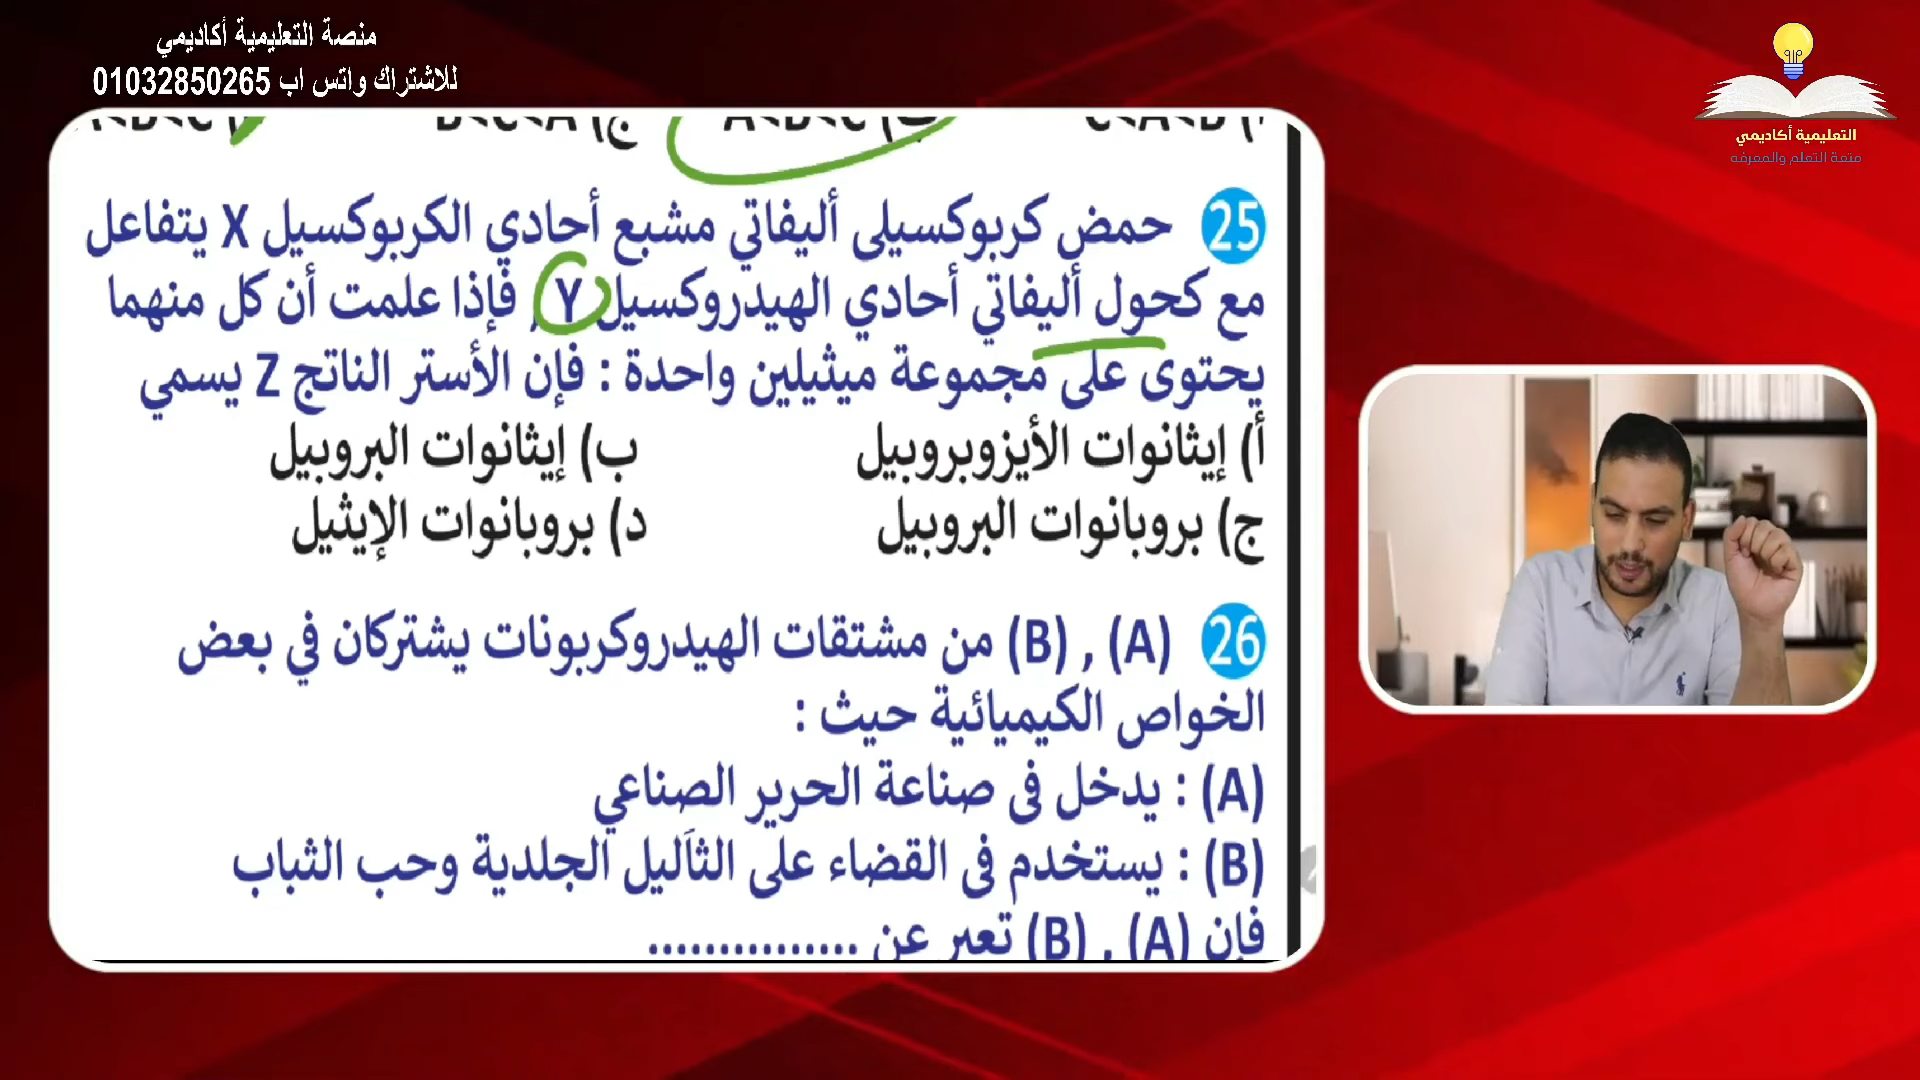 منصة التعليمية أكاديمي
للاشتراك واتس اب 01032850265
التعليمية أكاديمي
متعة التعلم والمعرفه
أ) C<A<B ب) A<B<C ج) B<C<A
25 حمض كربوكسيلى أليفاتي مشبع أحادي الكربوكسيل X يتفاعل
مع كحول أليفاتي أحادي الهيدروكسيل Y , فإذا علمت أن كل منهما
يحتوى على مجموعة ميثيلين واحدة : فإن الأستر الناتج Z يسمي
أ) إيثانوات الأيزوبروبيل ب) إيثانوات البروبيل
ج) بروبانوات البروبيل د) بروبانوات الإيثيل
26 (A) , (B) من مشتقات الهيدروكربونات يشتركان في بعض
الخواص الكيميائية حيث :
(A) : يدخل فى صناعة الحرير الصناعي
(B) : يستخدم فى القضاء على الثآليل الجلدية وحب الشباب
فإن (A) , (B) تعبر عن ...............